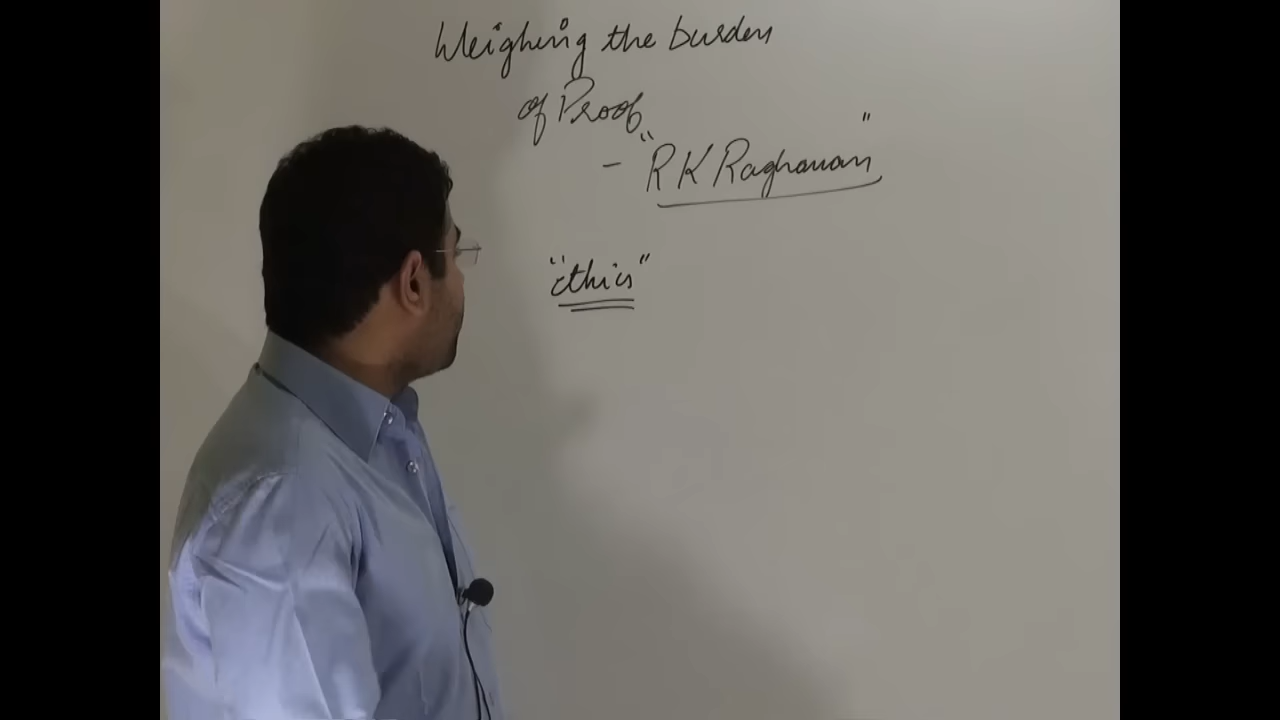 Weighing the burden
of Proof
- "R K Raghavan"
"ethics"